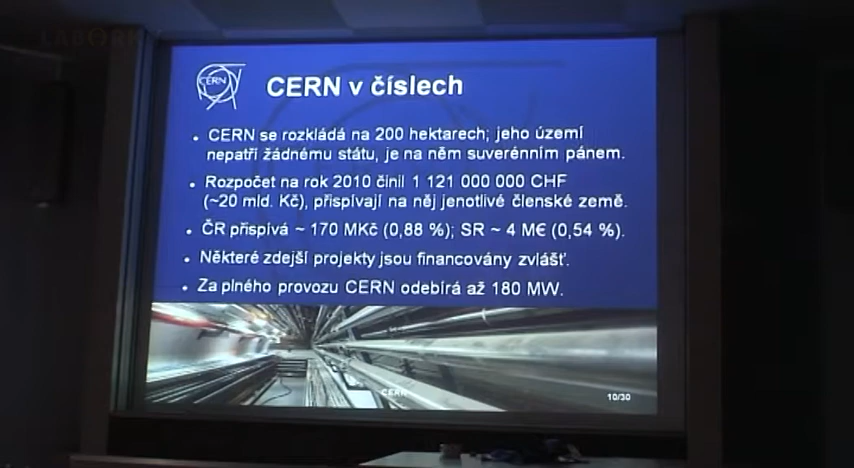 CERN
CERN v číslech
• CERN se rozkládá na 200 hektarech; jeho území
nepatří žádnému státu, je na něm suverénním pánem.
• Rozpočet na rok 2010 činil 1 121 000 000 CHF
(~20 mld. Kč), přispívají na něj jenotlivé členské země.
• ČR přispívá ~ 170 MKč (0,88 %); SR ~ 4 M€ (0,54 %).
• Některé zdejší projekty jsou financovány zvlášť.
• Za plného provozu CERN odebírá až 180 MW.
CERN
10/30